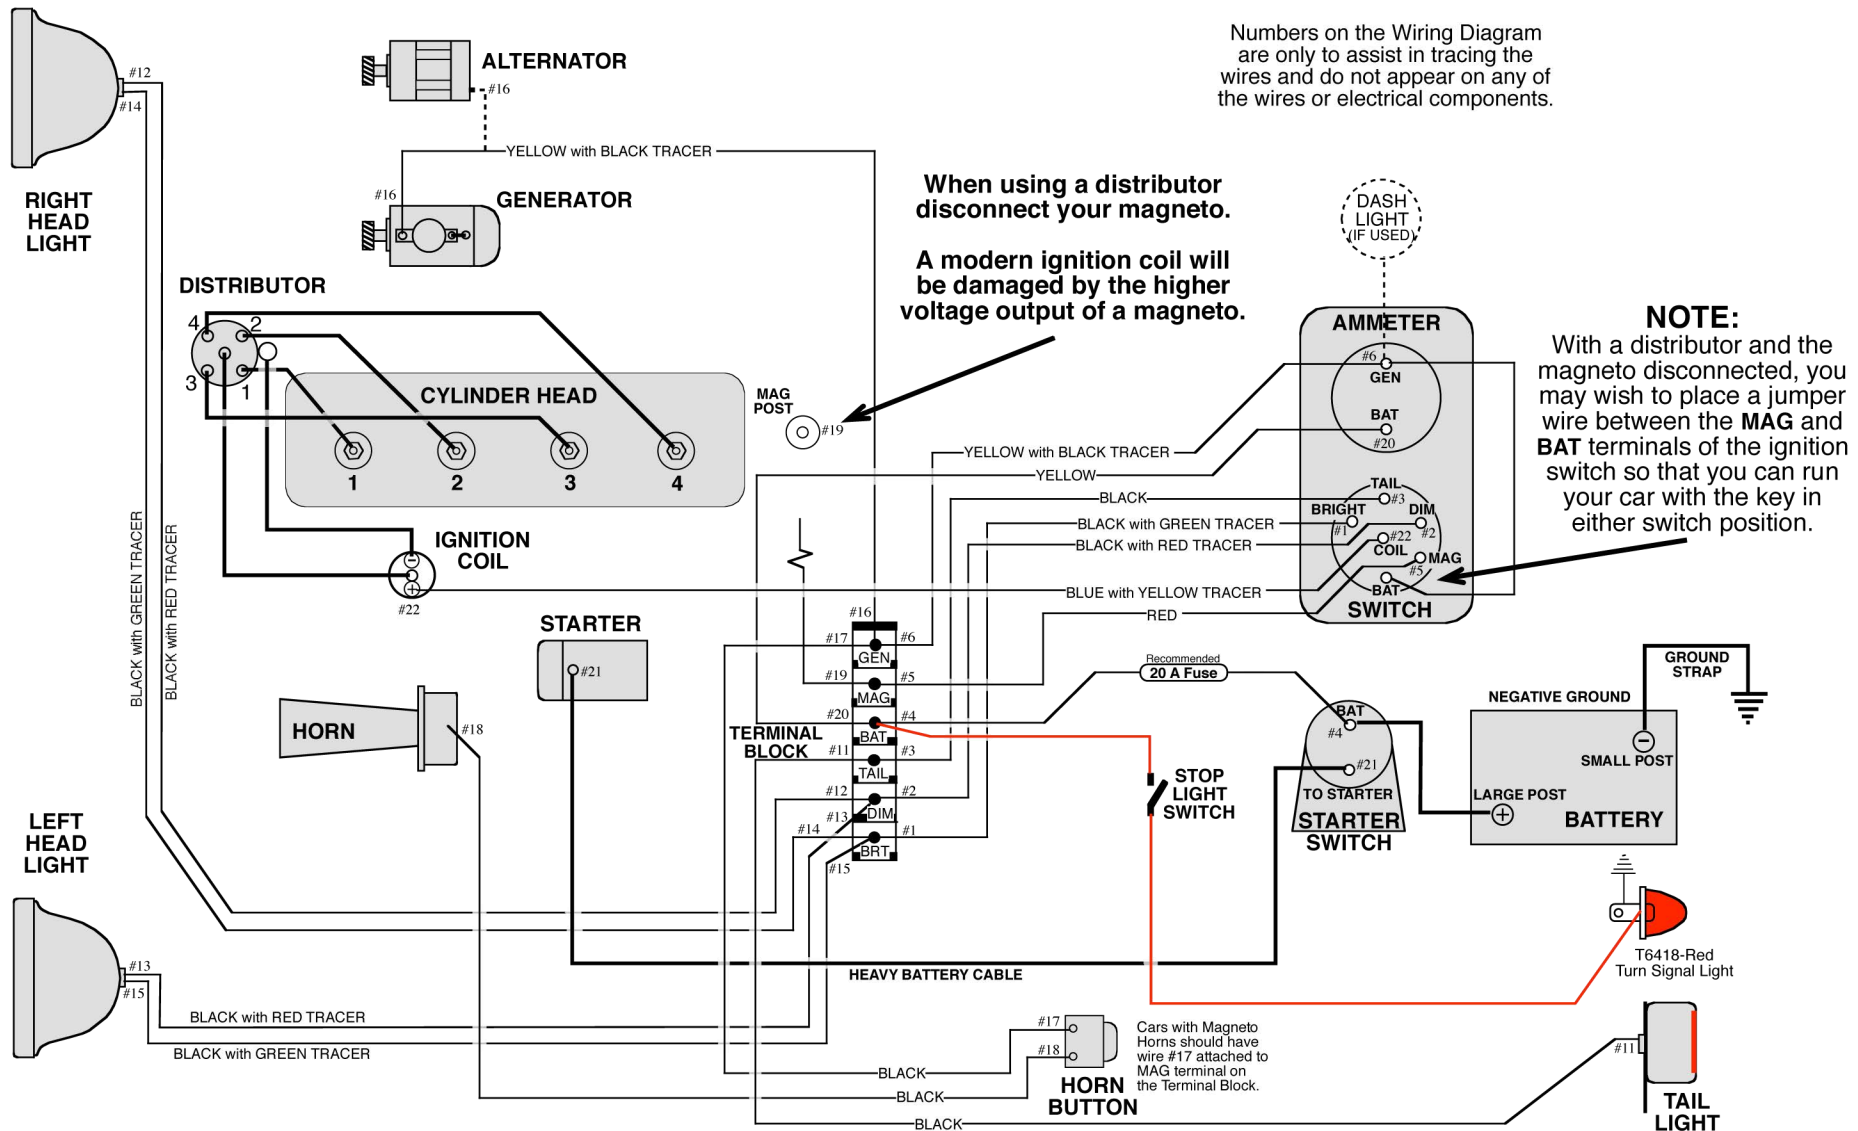 Numbers on the Wiring Diagram
are only to assist in tracing the
wires and do not appear on any of
the wires or electrical components.
#12
#14
RIGHT
HEAD
LIGHT
ALTERNATOR
#16
YELLOW with BLACK TRACER
#16
GENERATOR
When using a distributor
disconnect your magneto.
A modern ignition coil will
be damaged by the higher
voltage output of a magneto.
DASH
LIGHT
(IF USED)
DISTRIBUTOR
4
2
3
1
CYLINDER HEAD
1
2
3
4
MAG
POST
#19
AMMETER
#6
GEN
BAT
#20
NOTE:
With a distributor and the
magneto disconnected, you
may wish to place a jumper
wire between the MAG and
BAT terminals of the ignition
switch so that you can run
your car with the key in
either switch position.
YELLOW with BLACK TRACER
YELLOW
BLACK
BLACK with GREEN TRACER
BLACK with RED TRACER
BLUE with YELLOW TRACER
RED
TAIL
#3
BRIGHT
#1
DIM
#2
#22
COIL
MAG
#5
BAT
SWITCH
BLACK with GREEN TRACER
BLACK with RED TRACER
IGNITION
COIL
#22
STARTER
#21
HORN
#18
#16
#17
#6
GEN
#19
#5
MAG
#20
#4
BAT
TERMINAL
BLOCK
#11
#3
TAIL
#12
#2
#13
DIM
#14
#1
BRT
#15
Recommended
20 A Fuse
STOP
LIGHT
SWITCH
BAT
#4
#21
TO STARTER
STARTER
SWITCH
GROUND
STRAP
NEGATIVE GROUND
SMALL POST
LARGE POST
BATTERY
LEFT
HEAD
LIGHT
#13
#15
BLACK with RED TRACER
BLACK with GREEN TRACER
HEAVY BATTERY CABLE
T6418-Red
Turn Signal Light
#17
#18
HORN
BUTTON
Cars with Magneto
Horns should have
wire #17 attached to
MAG terminal on
the Terminal Block.
BLACK
BLACK
BLACK
#11
TAIL
LIGHT